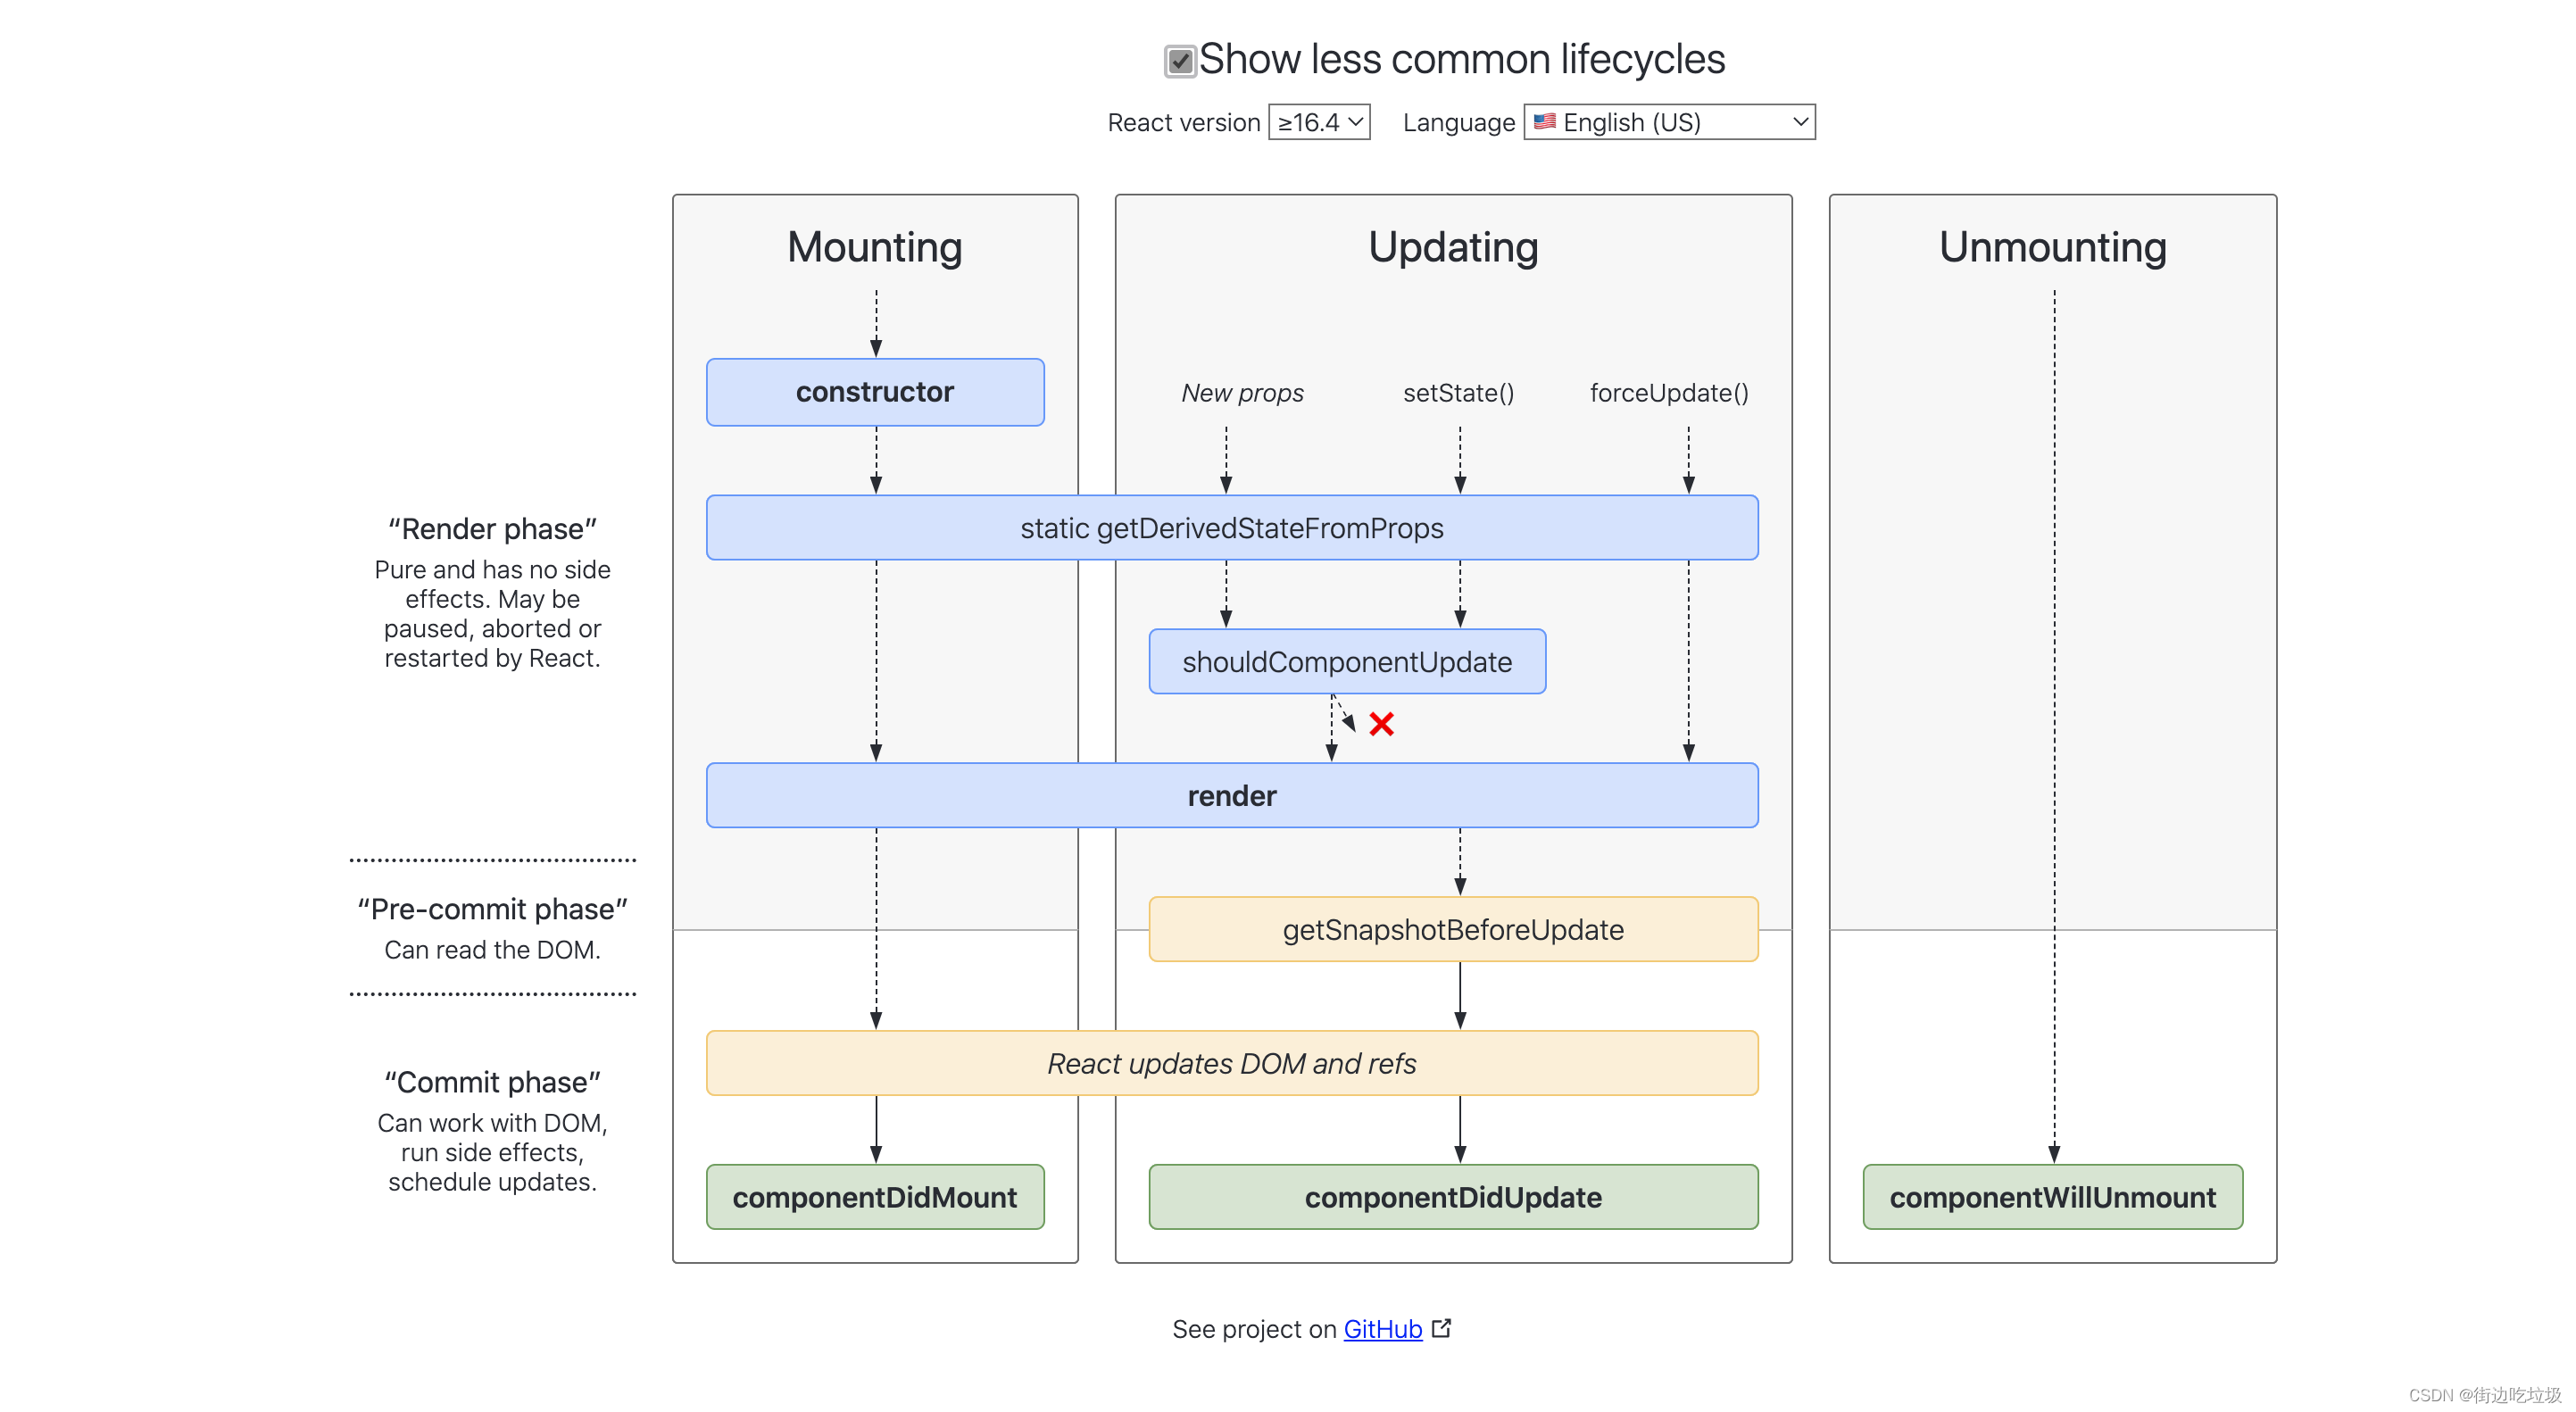 Show less common lifecycles
React version ≥16.4 Language English (US)
Mounting
Updating
Unmounting
constructor
New props
setState()
forceUpdate()
“Render phase”
Pure and has no side
effects. May be
paused, aborted or
restarted by React.
static getDerivedStateFromProps
shouldComponentUpdate
render
“Pre-commit phase”
Can read the DOM.
getSnapshotBeforeUpdate
“Commit phase”
Can work with DOM,
run side effects,
schedule updates.
React updates DOM and refs
componentDidMount
componentDidUpdate
componentWillUnmount
See project on GitHub
CSDN @街边吃垃圾